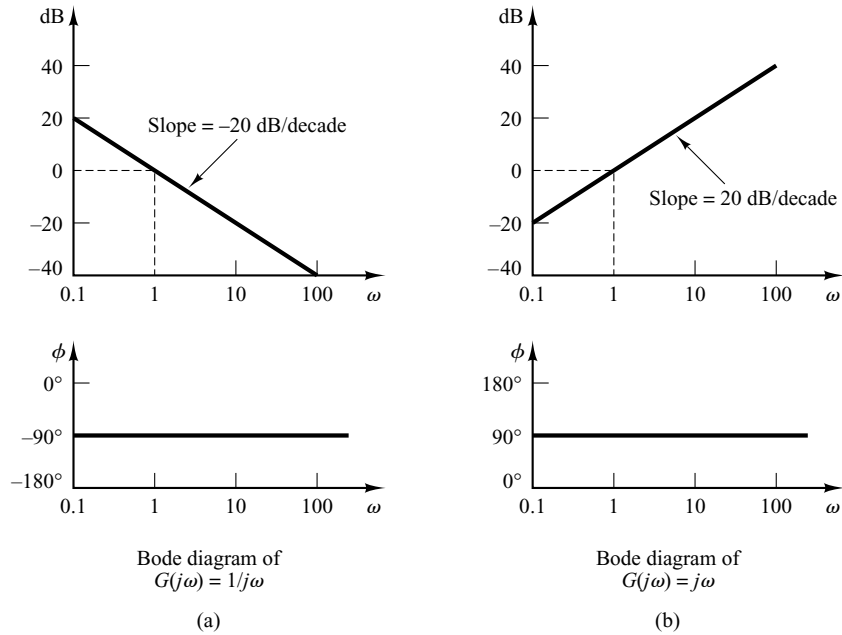 dB
40
20
0
–20
–40
Slope = –20 dB/decade
0.1 1 10 100 ω
ϕ
0°
–90°
–180°
0.1 1 10 100 ω
Bode diagram of
G(jω) = 1/jω
(a)
dB
40
20
0
–20
–40
Slope = 20 dB/decade
0.1 1 10 100 ω
ϕ
180°
90°
0°
0.1 1 10 100 ω
Bode diagram of
G(jω) = jω
(b)